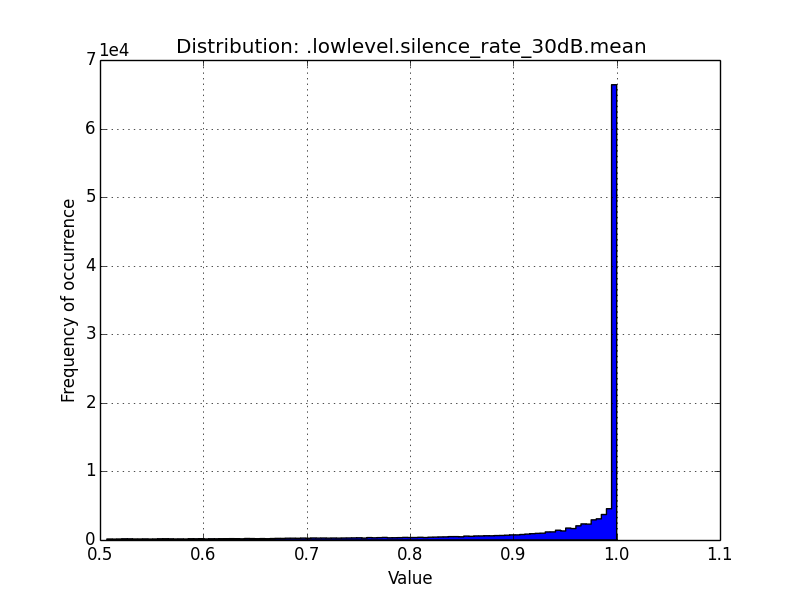 Distribution: .lowlevel.silence_rate_30dB.mean
1e4
7
6
5
4
3
2
1
0
Frequency of occurrence
0.5 0.6 0.7 0.8 0.9 1.0 1.1
Value